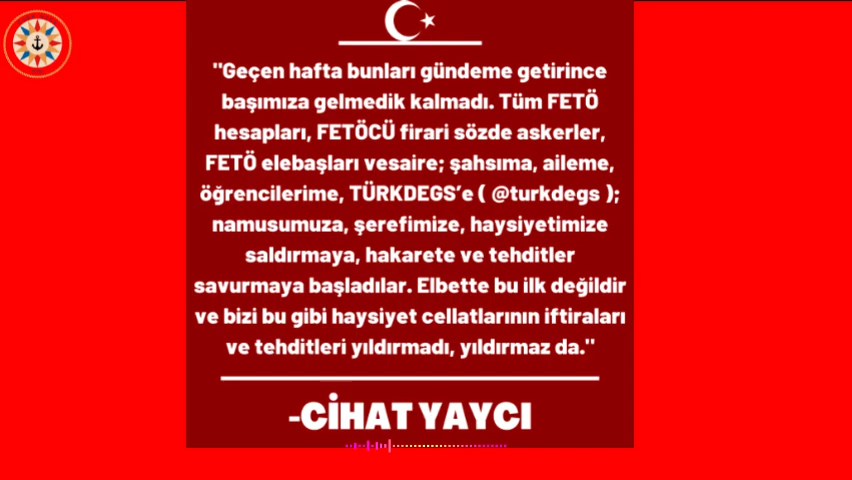 "Geçen hafta bunları gündeme getirince
başımıza gelmedik kalmadı. Tüm FETÖ
hesapları, FETÖCÜ firari sözde askerler,
FETÖ elebaşları vesaire; şahsıma, aileme,
öğrencilerime, TÜRKDEGS’e ( @turkdegs );
namusumuza, şerefimize, haysiyetimize
saldırmaya, hakarete ve tehditler
savurmaya başladılar. Elbette bu ilk değildir
ve bizi bu gibi haysiyet cellatlarının iftiraları
ve tehditleri yıldırmadı, yıldırmaz da."
-CİHAT YAYCI